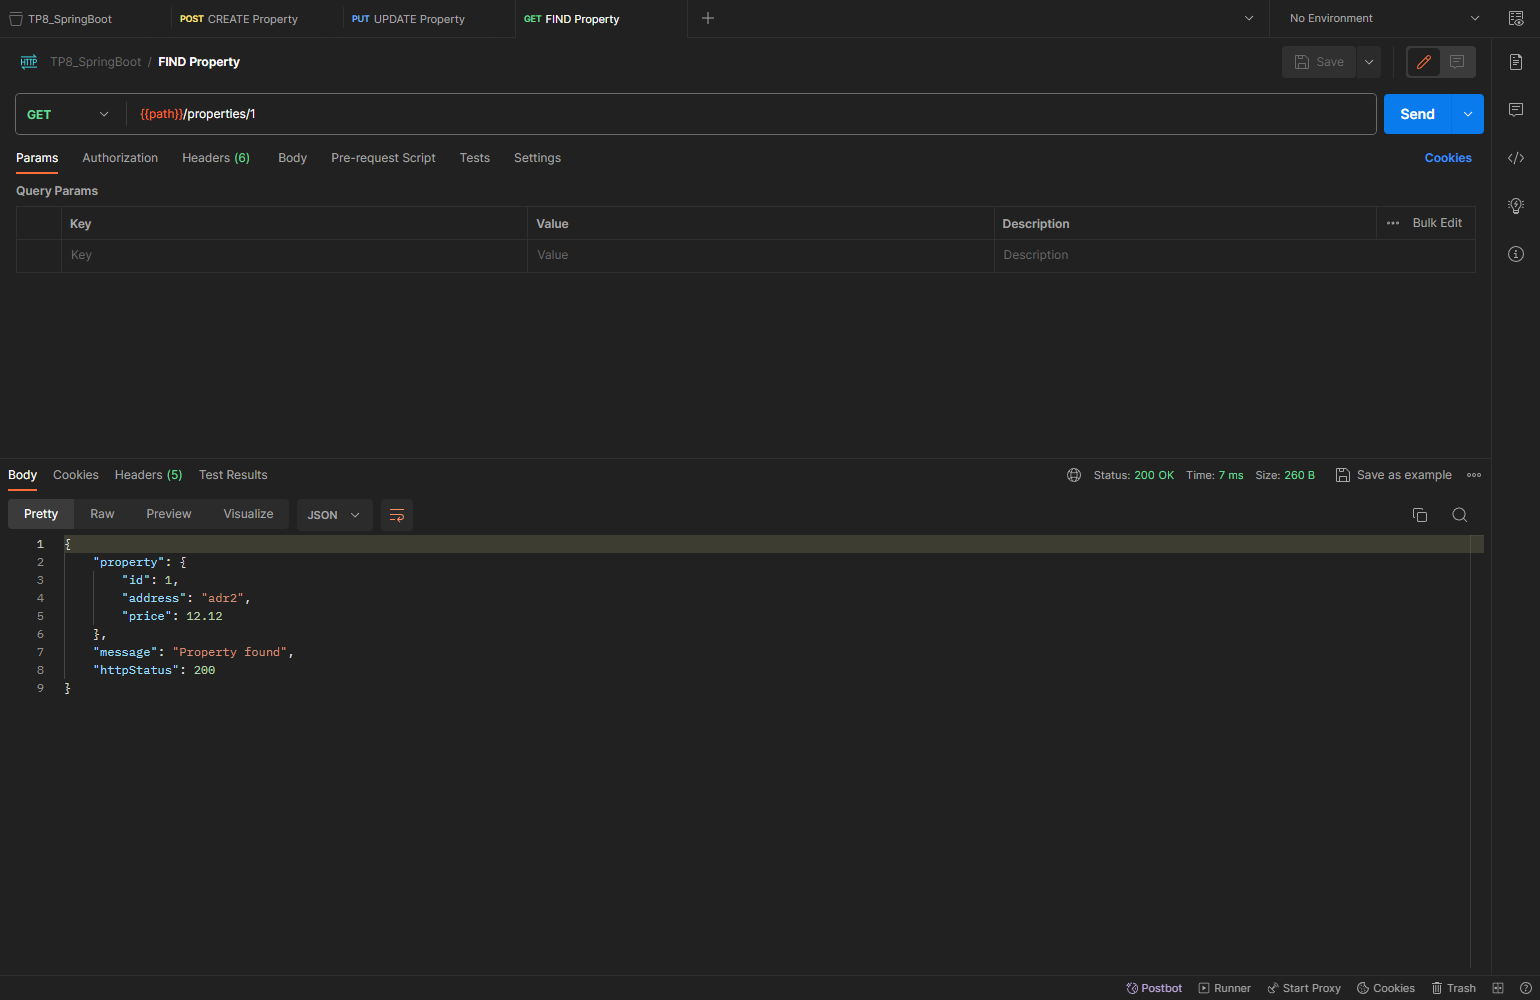 TP8_SpringBoot POST CREATE Property PUT UPDATE Property GET FIND Property No Environment
HTTP TP8_SpringBoot / FIND Property Save
GET {{path}}/properties/1 Send
Params Authorization Headers (6) Body Pre-request Script Tests Settings Cookies
Query Params
Key Value Description Bulk Edit
Key Value Description
Body Cookies Headers (5) Test Results Status: 200 OK Time: 7 ms Size: 260 B Save as example
Pretty Raw Preview Visualize JSON
1 {
2 "property": {
3 "id": 1,
4 "address": "adr2",
5 "price": 12.12
6 },
7 "message": "Property found",
8 "httpStatus": 200
9 }
Postbot Runner Start Proxy Cookies Trash